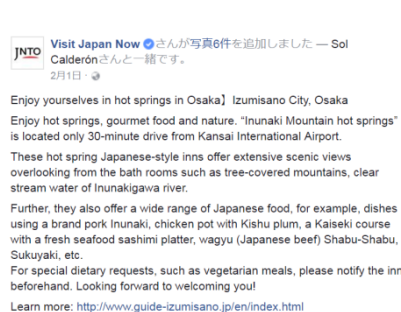 JNTO
Visit Japan Nowさんが写真6件を追加しました — Sol
Calderónさんと一緒です。
2月1日 ·
Enjoy yourselves in hot springs in Osaka】Izumisano City, Osaka
Enjoy hot springs, gourmet food and nature. “Inunaki Mountain hot springs”
is located only 30-minute drive from Kansai International Airport.
These hot spring Japanese-style inns offer extensive scenic views
overlooking from the bath rooms such as tree-covered mountains, clear
stream water of Inunakigawa river.
Further, they also offer a wide range of Japanese food, for example, dishes
using a brand pork Inunaki, chicken pot with Kishu plum, a Kaiseki course
with a fresh seafood sashimi platter, wagyu (Japanese beef) Shabu-Shabu,
Sukuyaki, etc.
For special dietary requests, such as vegetarian meals, please notify the inn
beforehand. Looking forward to welcoming you!
Learn more: http://www.guide-izumisano.jp/en/index.html